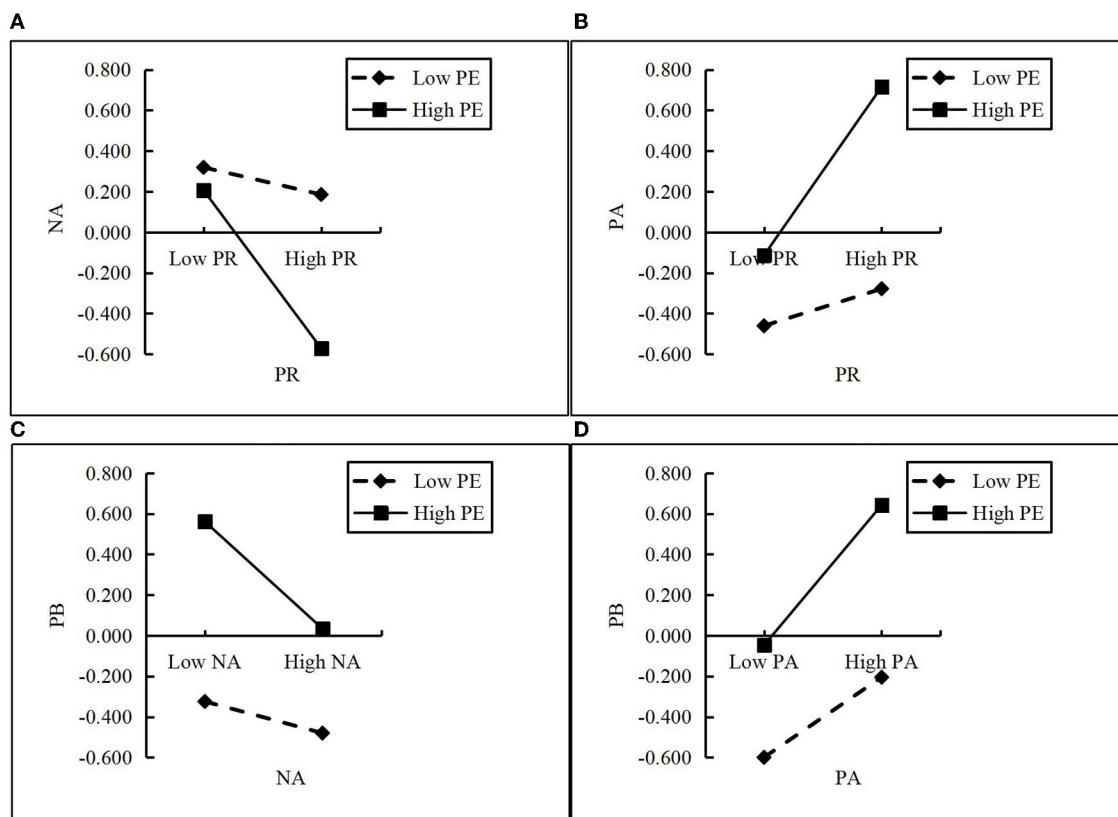 A
0.800
0.600
0.400
0.200
0.000
-0.200
-0.400
-0.600
NA
Low PR
High PR
PR
Low PE
High PE
B
0.800
0.600
0.400
0.200
0.000
-0.200
-0.400
-0.600
PA
Low PR
High PR
PR
Low PE
High PE
C
0.800
0.600
0.400
0.200
0.000
-0.200
-0.400
-0.600
PB
Low NA
High NA
NA
Low PE
High PE
D
0.800
0.600
0.400
0.200
0.000
-0.200
-0.400
-0.600
PB
Low PA
High PA
PA
Low PE
High PE